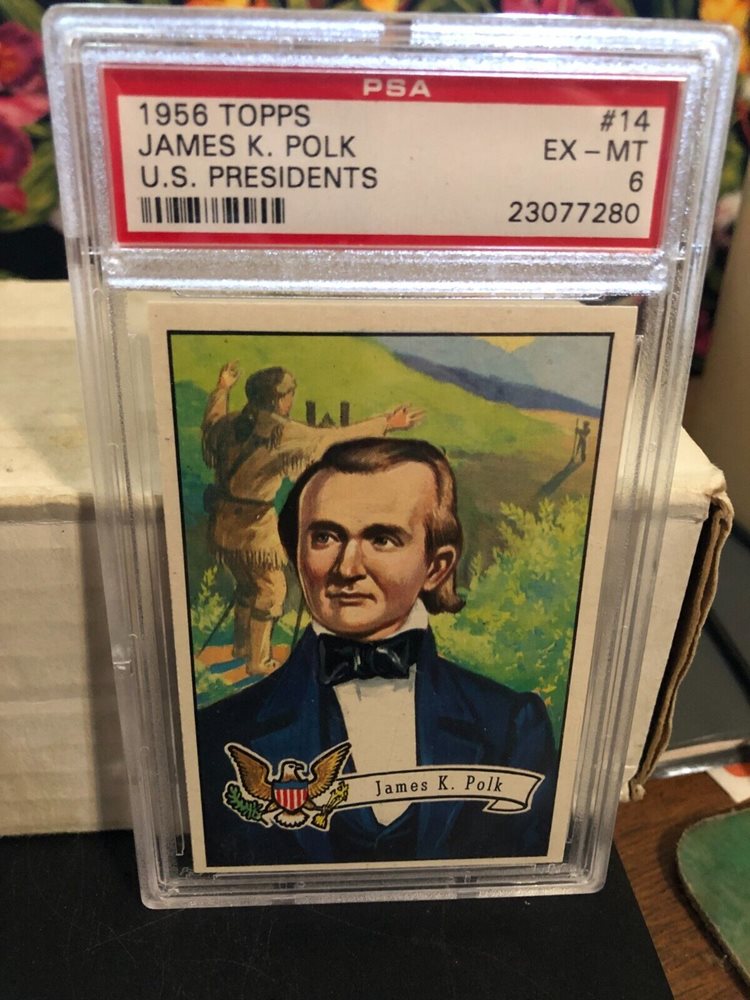 PSA
1956 TOPPS #14
JAMES K. POLK EX - MT
U.S. PRESIDENTS 6
23077280
James K. Polk